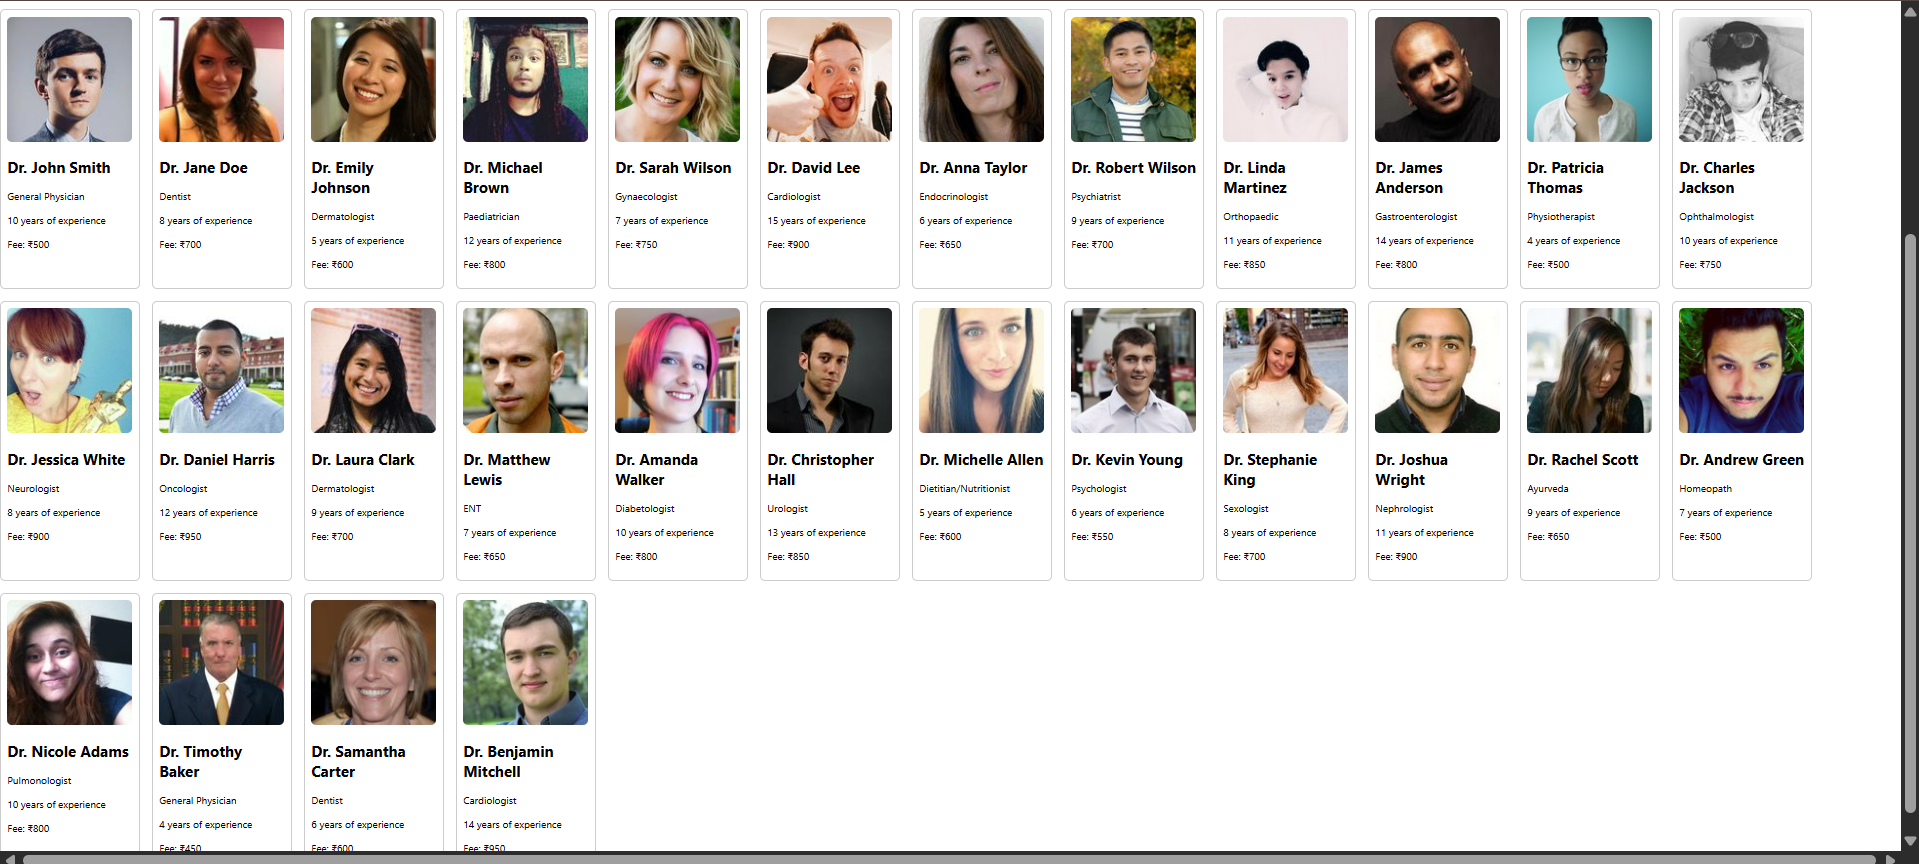 Dr. John Smith
General Physician
10 years of experience
Fee: ₹500
Dr. Jane Doe
Dentist
8 years of experience
Fee: ₹700
Dr. Emily
Johnson
Dermatologist
5 years of experience
Fee: ₹600
Dr. Michael
Brown
Paediatrician
12 years of experience
Fee: ₹800
Dr. Sarah Wilson
Gynaecologist
7 years of experience
Fee: ₹750
Dr. David Lee
Cardiologist
15 years of experience
Fee: ₹900
Dr. Anna Taylor
Endocrinologist
6 years of experience
Fee: ₹650
Dr. Robert Wilson
Psychiatrist
9 years of experience
Fee: ₹700
Dr. Linda
Martinez
Orthopaedic
11 years of experience
Fee: ₹850
Dr. James
Anderson
Gastroenterologist
14 years of experience
Fee: ₹800
Dr. Patricia
Thomas
Physiotherapist
4 years of experience
Fee: ₹500
Dr. Charles
Jackson
Ophthalmologist
10 years of experience
Fee: ₹750
Dr. Jessica White
Neurologist
8 years of experience
Fee: ₹900
Dr. Daniel Harris
Oncologist
12 years of experience
Fee: ₹950
Dr. Laura Clark
Dermatologist
9 years of experience
Fee: ₹700
Dr. Matthew
Lewis
ENT
7 years of experience
Fee: ₹650
Dr. Amanda
Walker
Diabetologist
10 years of experience
Fee: ₹800
Dr. Christopher
Hall
Urologist
13 years of experience
Fee: ₹850
Dr. Michelle Allen
Dietitian/Nutritionist
5 years of experience
Fee: ₹600
Dr. Kevin Young
Psychologist
6 years of experience
Fee: ₹550
Dr. Stephanie
King
Sexologist
8 years of experience
Fee: ₹700
Dr. Joshua
Wright
Nephrologist
11 years of experience
Fee: ₹900
Dr. Rachel Scott
Ayurveda
9 years of experience
Fee: ₹650
Dr. Andrew Green
Homeopath
7 years of experience
Fee: ₹500
Dr. Nicole Adams
Pulmonologist
10 years of experience
Fee: ₹800
Dr. Timothy
Baker
General Physician
4 years of experience
Fee: ₹450
Dr. Samantha
Carter
Dentist
6 years of experience
Fee: ₹600
Dr. Benjamin
Mitchell
Cardiologist
14 years of experience
Fee: ₹950